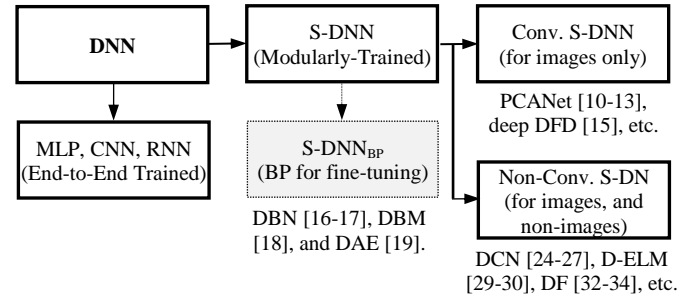 DNN
S-DNN
(Modularly-Trained)
Conv. S-DNN
(for images only)
PCANet [10-13],
deep DFD [15], etc.
MLP, CNN, RNN
(End-to-End Trained)
S-DNNBP
(BP for fine-tuning)
DBN [16-17], DBM
[18], and DAE [19].
Non-Conv. S-DN
(for images, and
non-images)
DCN [24-27], D-ELM
[29-30], DF [32-34], etc.